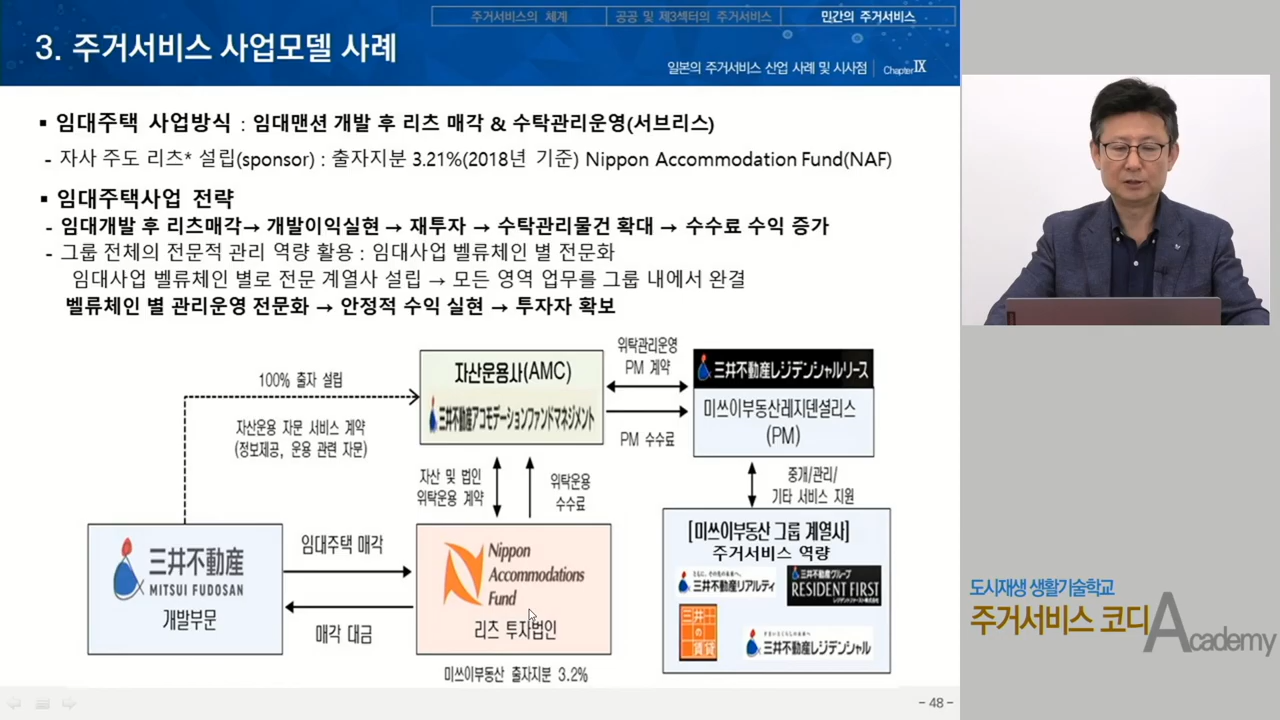 주거서비스의 체계
공공 및 제3섹터의 주거서비스
민간의 주거서비스
3. 주거서비스 사업모델 사례
일본의 주거서비스 산업 사례 및 시사점 | Chapter Ⅸ
▪ 임대주택 사업방식 : 임대맨션 개발 후 리츠 매각 & 수탁관리운영(서브리스)
- 자사 주도 리츠* 설립(sponsor) : 출자지분 3.21%(2018년 기준) Nippon Accommodation Fund(NAF)
▪ 임대주택사업 전략
- 임대개발 후 리츠매각→ 개발이익실현 → 재투자 → 수탁관리물건 확대 → 수수료 수익 증가
- 그룹 전체의 전문적 관리 역량 활용 : 임대사업 벨류체인 별 전문화
임대사업 벨류체인 별로 전문 계열사 설립 → 모든 영역 업무를 그룹 내에서 완결
벨류체인 별 관리운영 전문화 → 안정적 수익 실현 → 투자자 확보
100% 출자 설립
자산운용 자문 서비스 계약
(정보제공, 운용 관련 자문)
자산운용사(AMC)
三井不動産アコモデーションファンドマネジメント
위탁관리운영
PM 계약
PM 수수료
三井不動産レジデンシャルリース
미쓰이부동산레지덴셜리스
(PM)
자산 및 법인
위탁운용 계약
위탁운용
수수료
중개/관리/
기타 서비스 지원
三井不動産
MITSUI FUDOSAN
개발부문
임대주택 매각
매각 대금
Nippon
Accommodations
Fund
리츠 투자법인
미쓰이부동산 출자지분 3.2%
[미쓰이부동산 그룹 계열사]
주거서비스 역량
三井不動産リアルティ
三井不動産グループ
RESIDENT FIRST
三井の賃貸
三井不動産レジデンシャル
도시재생 생활기술학교
주거서비스 코디
Academy
- 48 -